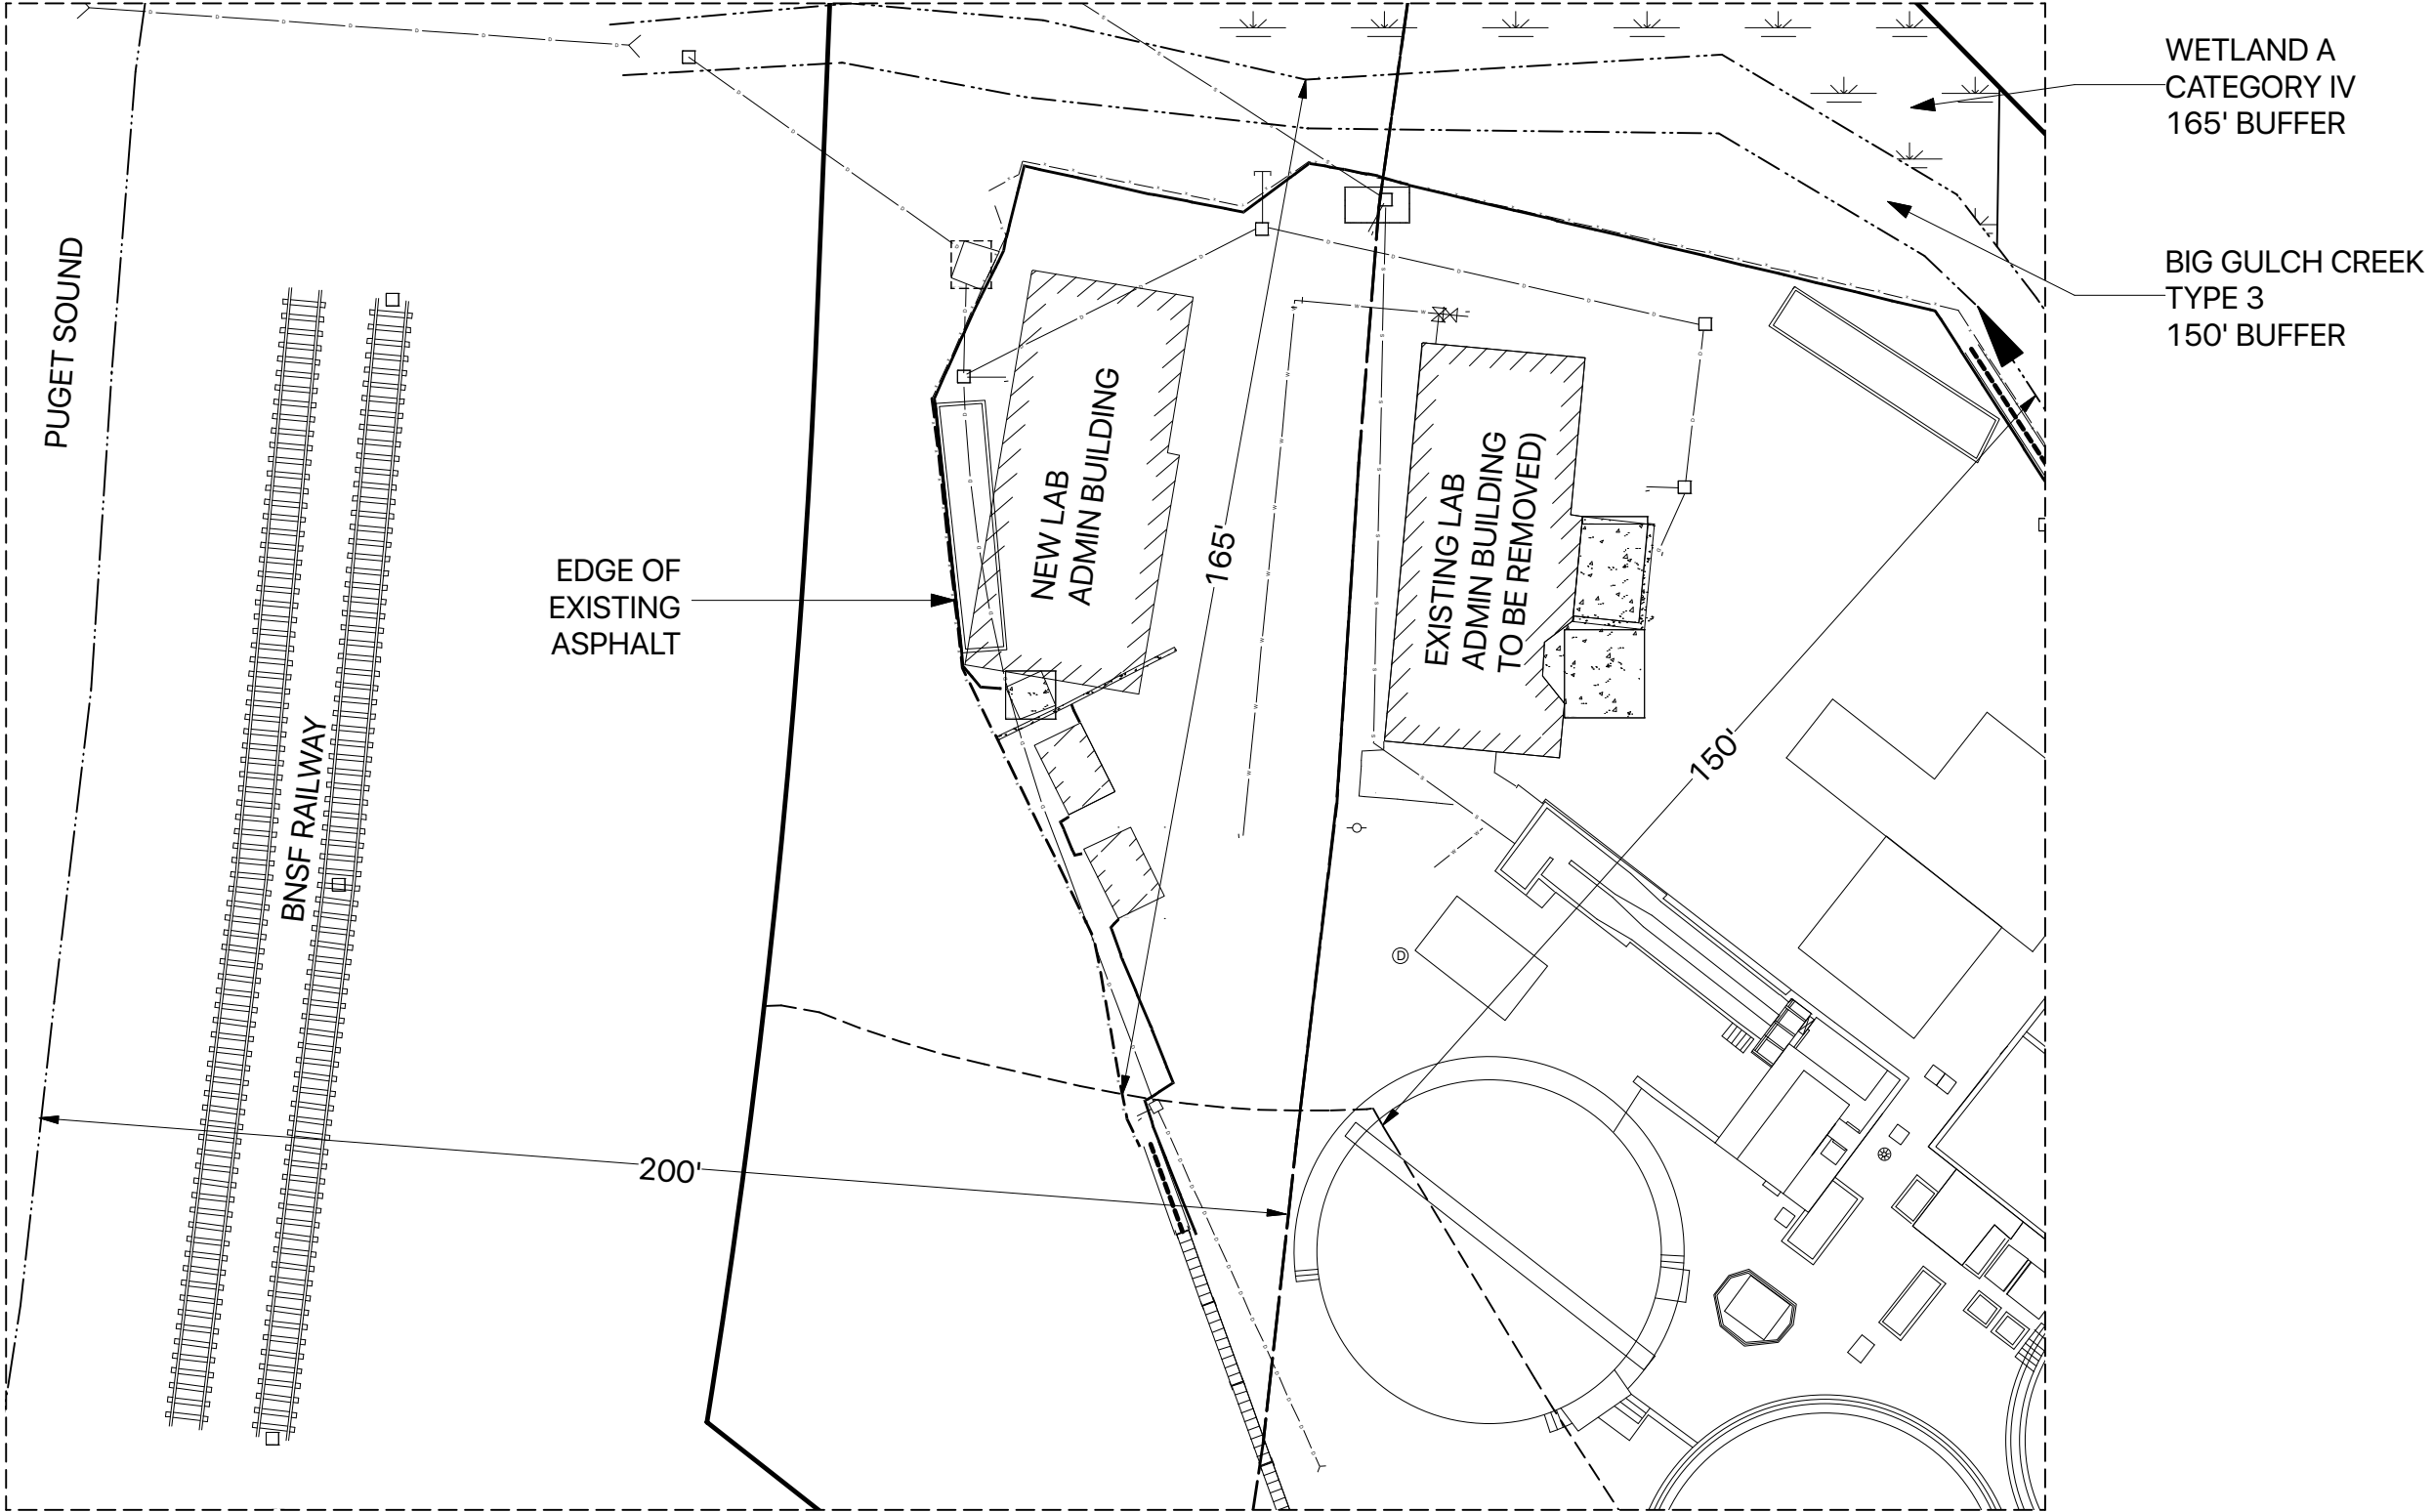 WETLAND A
CATEGORY IV
165' BUFFER
BIG GULCH CREEK
TYPE 3
150' BUFFER
PUGET SOUND
BNSF RAILWAY
EDGE OF
EXISTING
ASPHALT
NEW LAB
ADMIN BUILDING
165'
EXISTING LAB
ADMIN BUILDING
TO BE REMOVED)
150'
D
200'